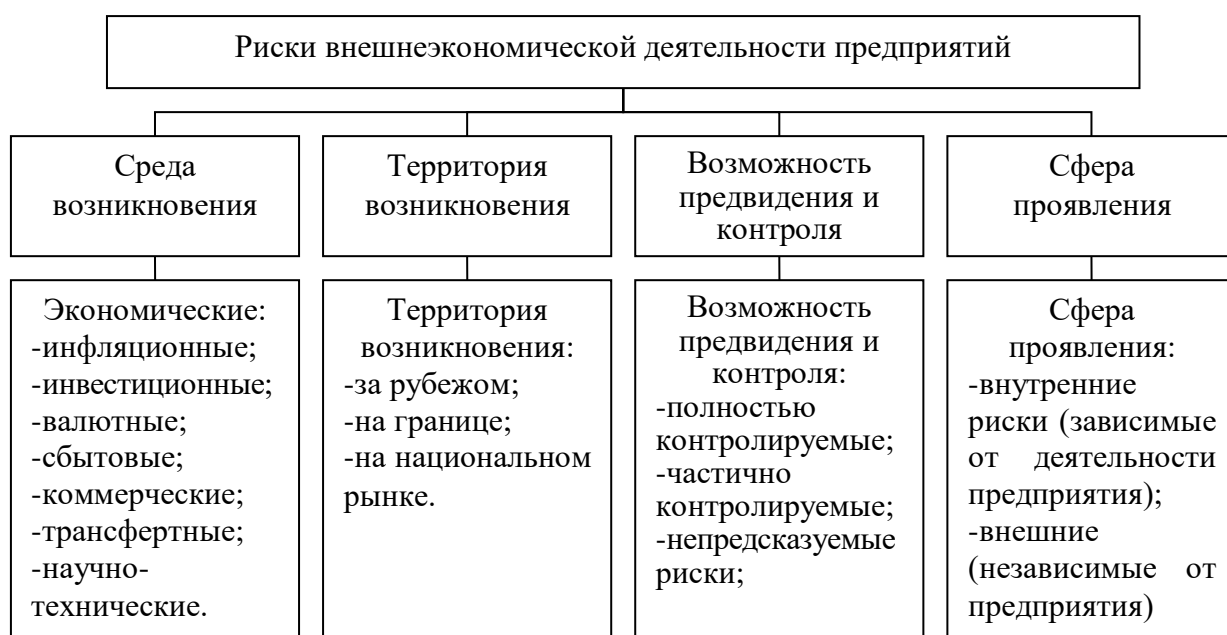 Риски внешнеэкономической деятельности предприятий
Среда
возникновения
Территория
возникновения
Возможность
предвидения и
контроля
Сфера
проявления
Экономические:
-инфляционные;
-инвестиционные;
-валютные;
-сбытовые;
-коммерческие;
-трансфертные;
-научно-
технические.
Территория
возникновения:
-за рубежом;
-на границе;
-на национальном
рынке.
Возможность
предвидения и
контроля:
-полностью
контролируемые;
-частично
контролируемые;
-непредсказуемые
риски;
Сфера
проявления:
-внутренние
риски (зависимые
от деятельности
предприятия);
-внешние
(независимые от
предприятия)